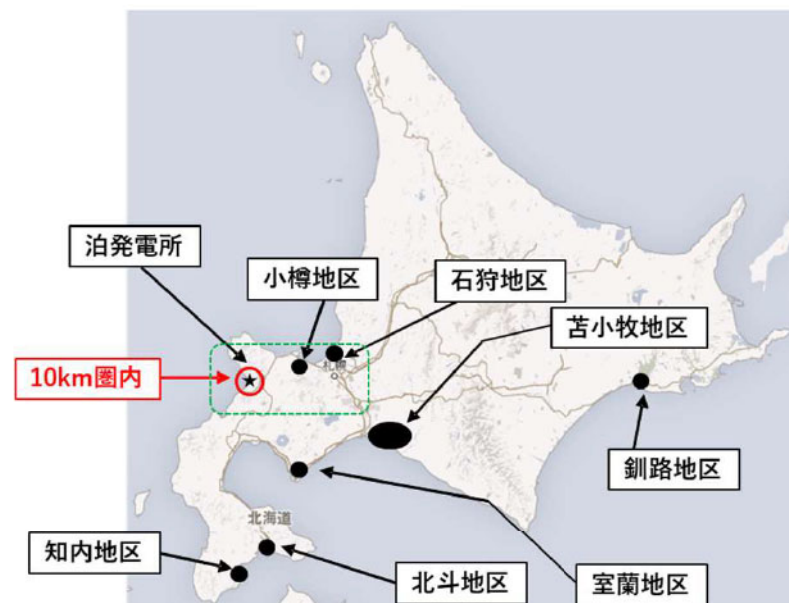 泊発電所
小樽地区
石狩地区
苫小牧地区
札幌
10km圏内
釧路地区
北海道
知内地区
北斗地区
室蘭地区